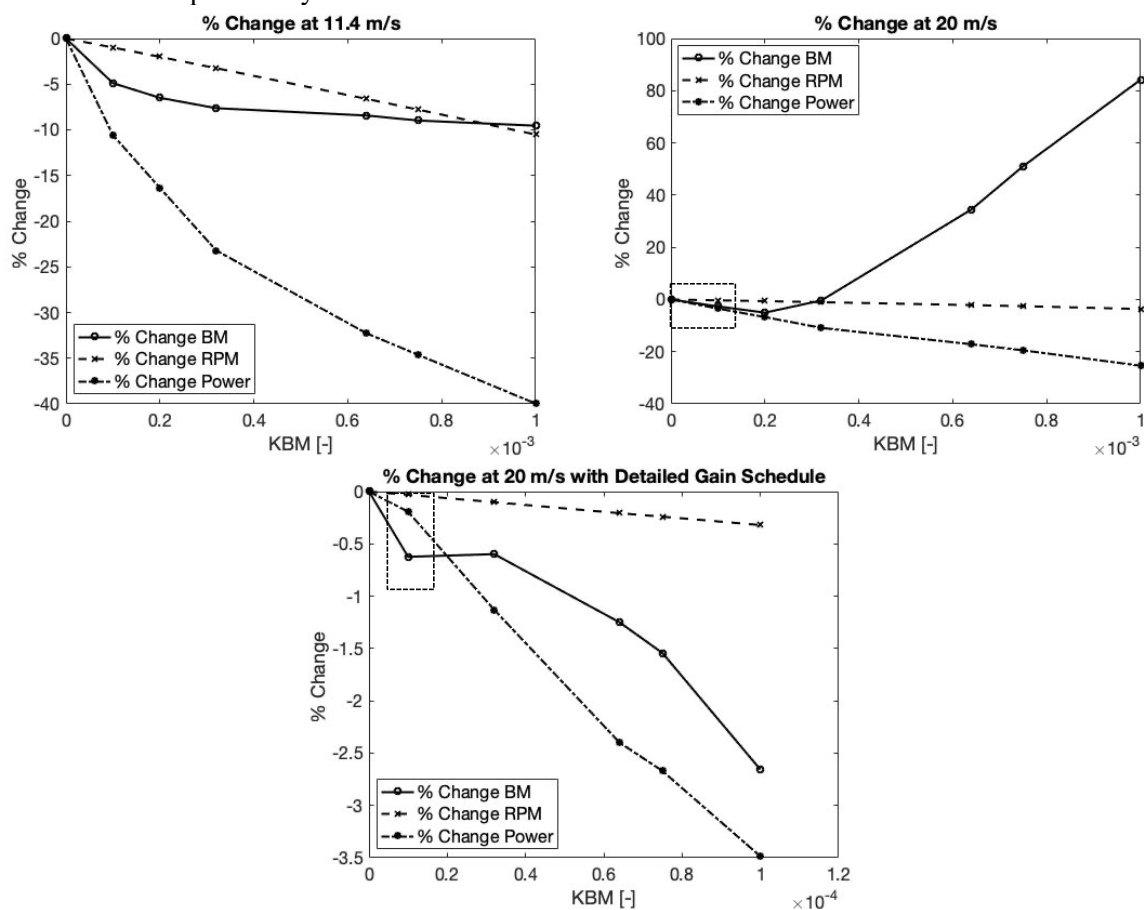 % Change at 11.4 m/s
0
-5
-10
-15
-20
-25
-30
-35
-40
% Change
% Change BM
% Change RPM
% Change Power
0
0.2
0.4
0.6
0.8
1
KBM [-]
×10⁻³
% Change at 20 m/s
100
80
60
40
20
0
-20
-40
% Change
% Change BM
% Change RPM
% Change Power
0
0.2
0.4
0.6
0.8
1
KBM [-]
×10⁻³
% Change at 20 m/s with Detailed Gain Schedule
0
-0.5
-1
-1.5
-2
-2.5
-3
-3.5
% Change
% Change BM
% Change RPM
% Change Power
0
0.2
0.4
0.6
0.8
1
1.2
KBM [-]
×10⁻⁴